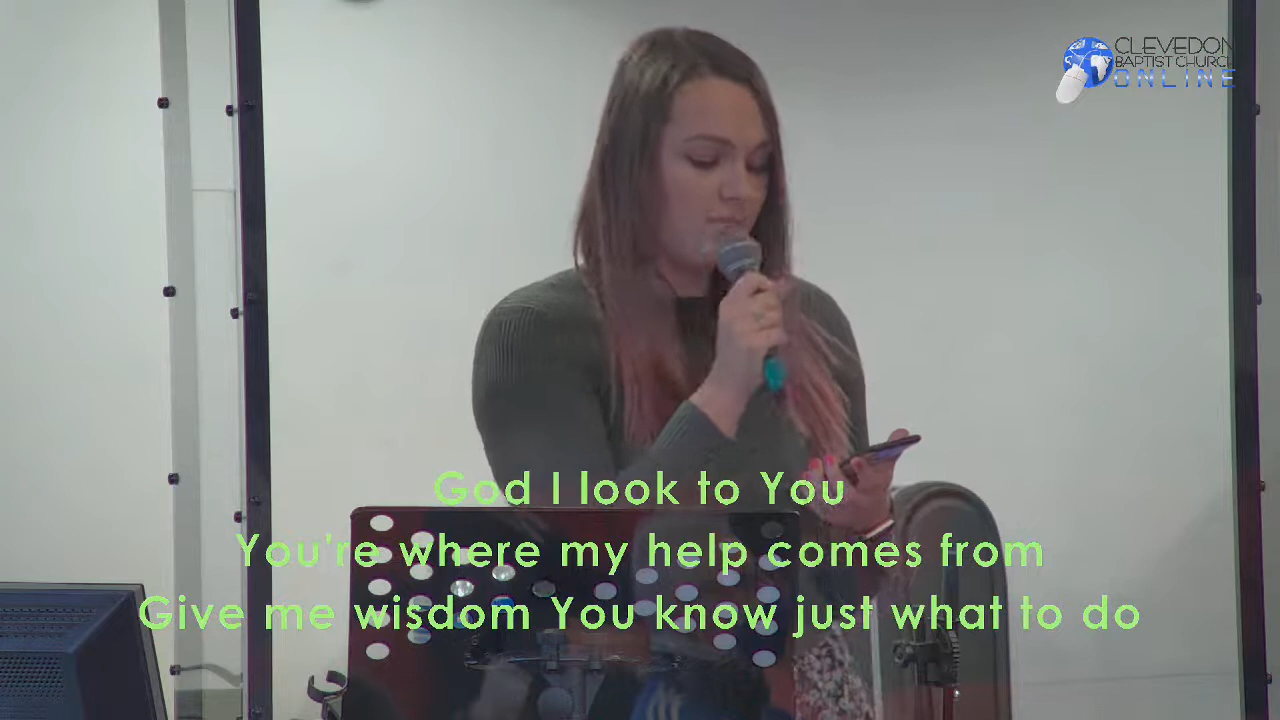 CLEVEDON
BAPTIST CHURCH
ONLINE
God I look to You
You're where my help comes from
Give me wisdom You know just what to do